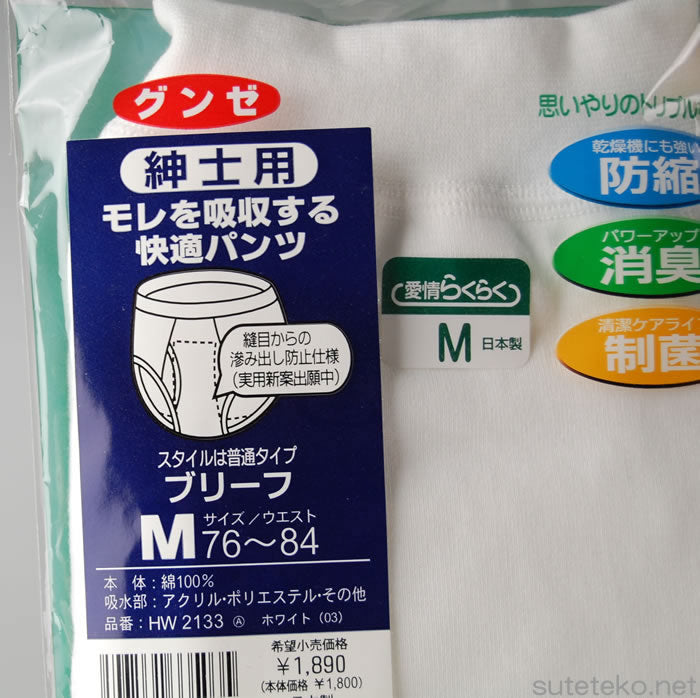 グンゼ
紳士用
モレを吸収する
快適パンツ
縫目からの
滲み出し防止仕様
(実用新案出願中)
スタイルは普通タイプ
ブリーフ
M サイズ/ウエスト 76～84
本 体:綿100%
吸水部:アクリル・ポリエステル・その他
品番:HW 2133 Ⓐ ホワイト(03)
希望小売価格
¥1,890
(本体価格 ¥1,800)
思いやりのトリプル
乾燥機にも強い
防縮
パワーアップ
消臭
清潔ケアライフ
制菌
愛情らくらく
M 日本製
suteteko.net